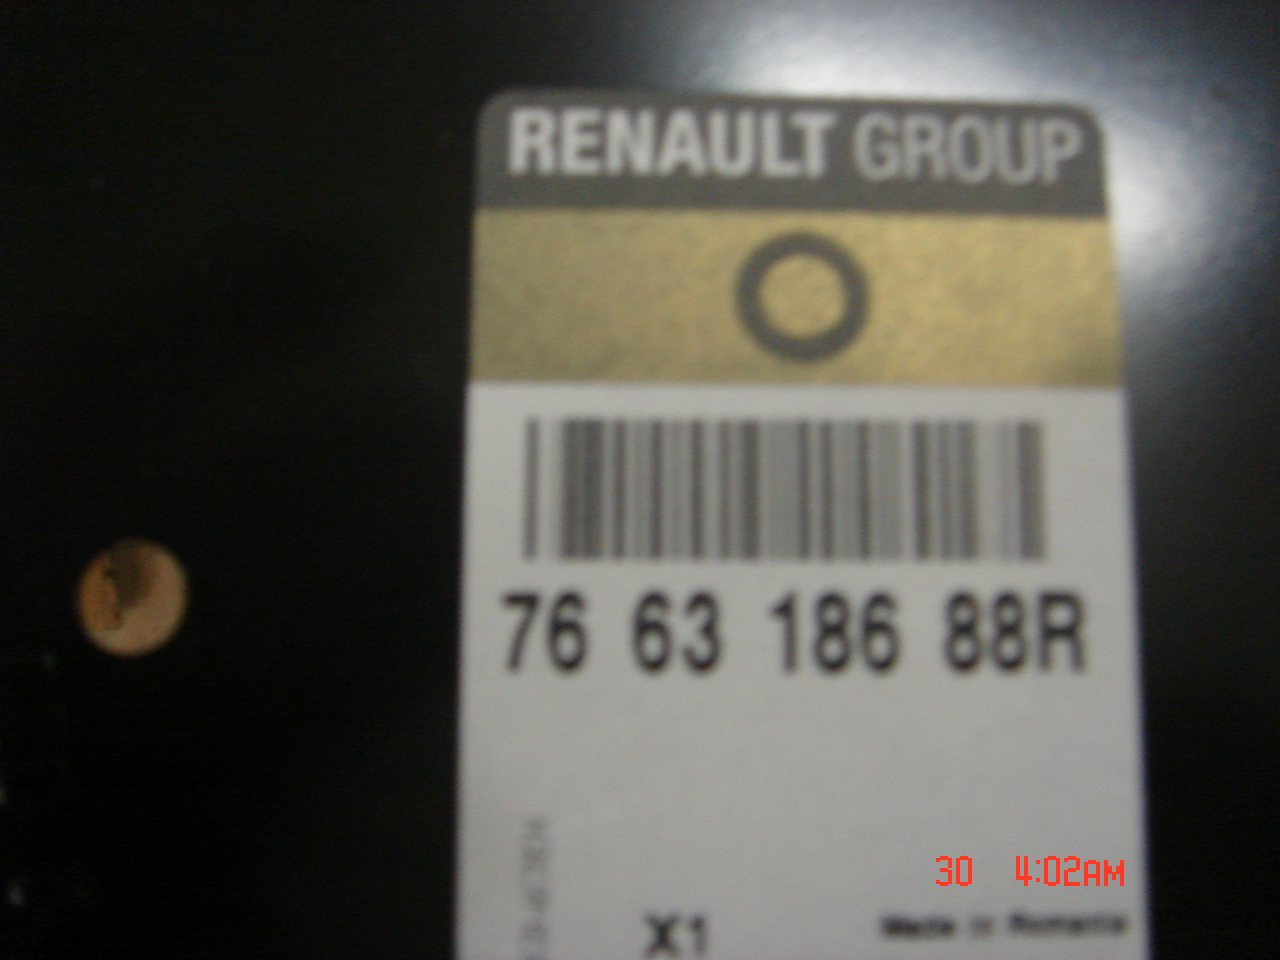 RENAULT GROUP
76 63 186 88R
30 4:02AM
X1
Made in Romania